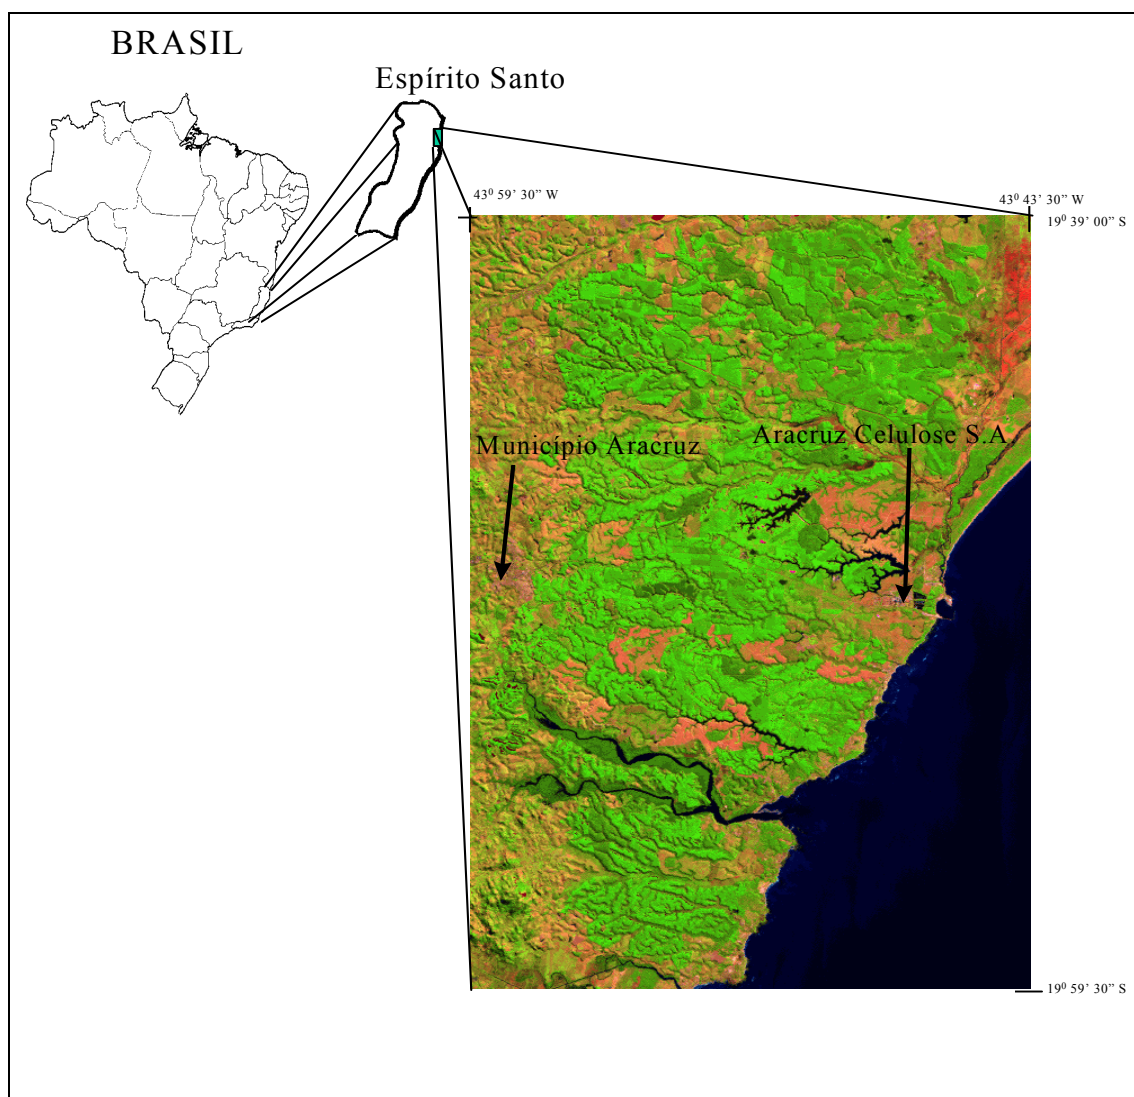 BRASIL
Espírito Santo
43⁰ 59’ 30” W
43⁰ 43’ 30” W
19⁰ 39’ 00” S
Aracruz Celulose S.A
Município Aracruz
19⁰ 59’ 30” S